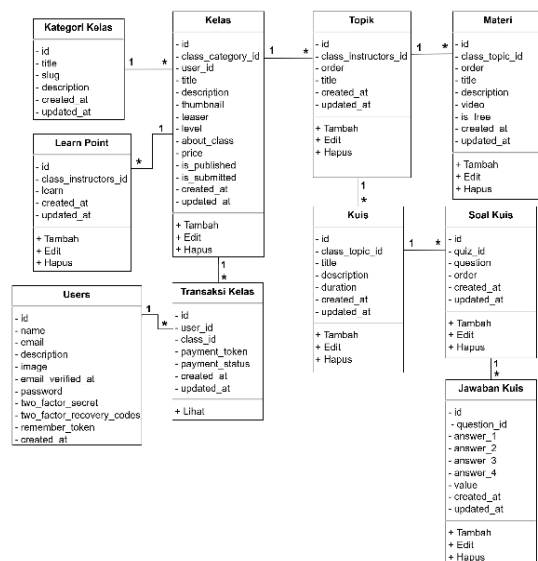 Kategori Kelas
- id
- title
- slug
- description
- created_at
- updated_at
1
*
Kelas
- id
- class_category_id
- user_id
- title
- description
- thumbnail
- teaser
- level
- about_class
- price
- is_published
- is_submitted
- created_at
- updated_at
+ Tambah
+ Edit
+ Hapus
1
*
Topik
- id
- class_instructors_id
- order
- title
- created_at
- updated_at
+ Tambah
+ Edit
+ Hapus
1
*
Materi
- id
- class_topic_id
- order
- title
- description
- video
- is_free
- created_at
- updated_at
+ Tambah
+ Edit
+ Hapus
Learn Point
- id
- class_instructors_id
- learn
- created_at
- updated_at
+ Tambah
+ Edit
+ Hapus
1
*
1
*
Kuis
- id
- class_topic_id
- title
- description
- duration
- created_at
- updated_at
+ Tambah
+ Edit
+ Hapus
1
*
Soal Kuis
- id
- quiz_id
- question
- order
- created_at
- updated_at
+ Tambah
+ Edit
+ Hapus
1
*
Users
- id
- name
- email
- description
- image
- email_verified_at
- password
- two_factor_secret
- two_factor_recovery_codes
- remember_token
- created_at
1
*
1
*
Transaksi Kelas
- id
- user_id
- class_id
- payment_token
- payment_status
- created_at
- updated_at
+ Lihat
Jawaban Kuis
- id
- question_id
- answer_1
- answer_2
- answer_3
- answer_4
- value
- created_at
- updated_at
+ Tambah
+ Edit
+ Hapus